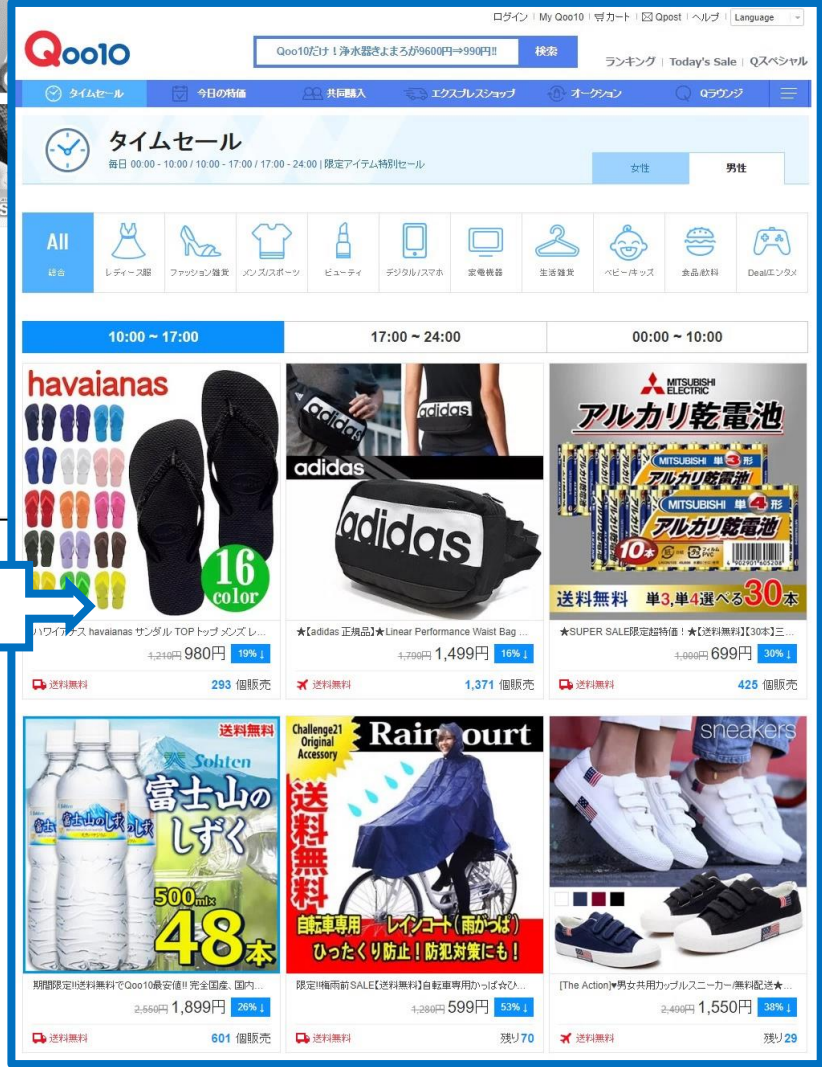 ログイン | My Qoo10 | カート | Qpost | ヘルプ | Language
Qoo10
Qoo10だけ！浄水器きよまろが9600円⇒990円!! 検索
ランキング | Today's Sale | Qスペシャル
タイムセール 今日の特価 共同購入 エクスプレスショップ オークション Qラウンジ
タイムセール
毎日 00:00 - 10:00 / 10:00 - 17:00 / 17:00 - 24:00 | 限定アイテム特別セール
女性 男性
All
総合 レディース服 ファッション雑貨 メンズ/スポーツ ビューティ デジタル/スマホ 家電機器 生活雑貨 ベビー/キッズ 食品/飲料 Deal/エンタメ
10:00 ~ 17:00 17:00 ~ 24:00 00:00 ~ 10:00
havaianas
16
color
adidas
adidas
adidas
adidas
MITSUBISHI
ELECTRIC
アルカリ乾電池
MITSUBISHI 単3形
アルカリ乾電池
MITSUBISHI 単4形
アルカリ乾電池
10本
4 902901 605208
送料無料 単3,単4選べる30本
ハワイアナス havaianas サンダル TOP トップ メンズ レ...
1,210円 980円 19%↓
送料無料 293 個販売
★【adidas 正規品】★Linear Performance Waist Bag ...
1,790円 1,499円 16%↓
送料無料 1,371 個販売
★SUPER SALE限定超特価！★【送料無料】【30本】三...
1,000円 699円 30%↓
送料無料 425 個販売
送料無料
Sohten
富士山の
しずく
富士山のしずく
500ml×
48本
Challenge21
Original
Accessory
Raincourt
送料無料
自転車専用 レインコート(雨がっぱ)
ひったくり防止！防犯対策にも！
sneakers
期間限定!!送料無料でQoo10最安値!! 完全国産、国内...
2,550円 1,899円 26%↓
送料無料 601 個販売
限定!!梅雨前SALE【送料無料】自転車専用かっぱ☆ひ...
1,280円 599円 53%↓
送料無料 残り70
[The Action]♥男女共用カップルスニーカー/無料配送★...
2,490円 1,550円 38%↓
送料無料 残り29